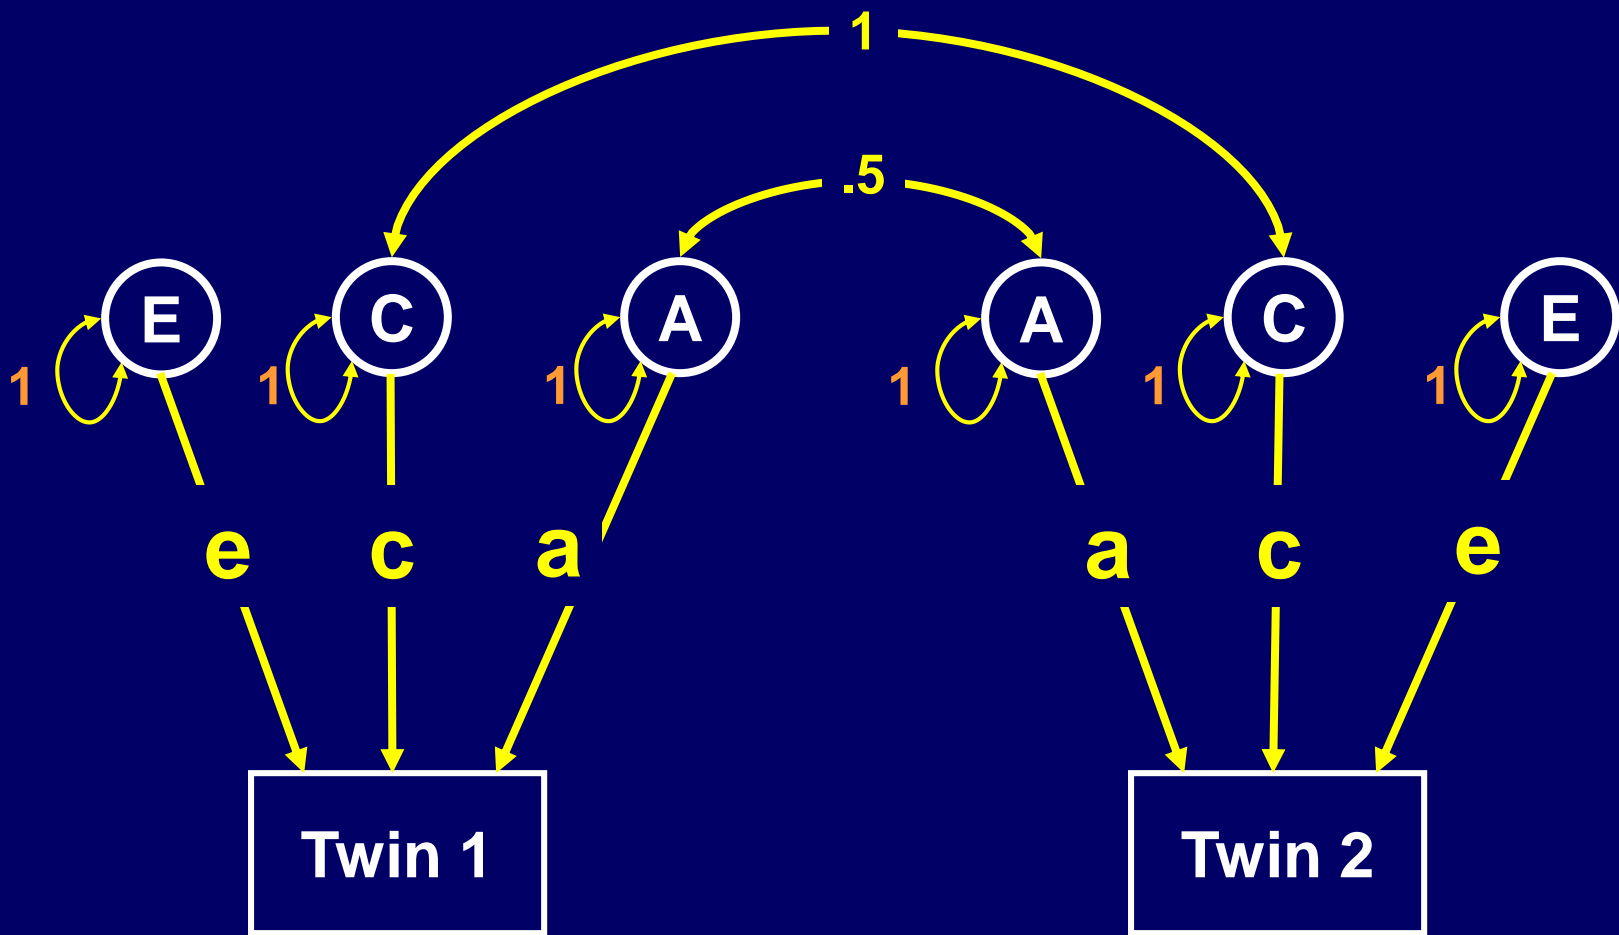 1
.5
E C A A C E
1 1 1 1 1 1
e c a a c e
Twin 1 Twin 2